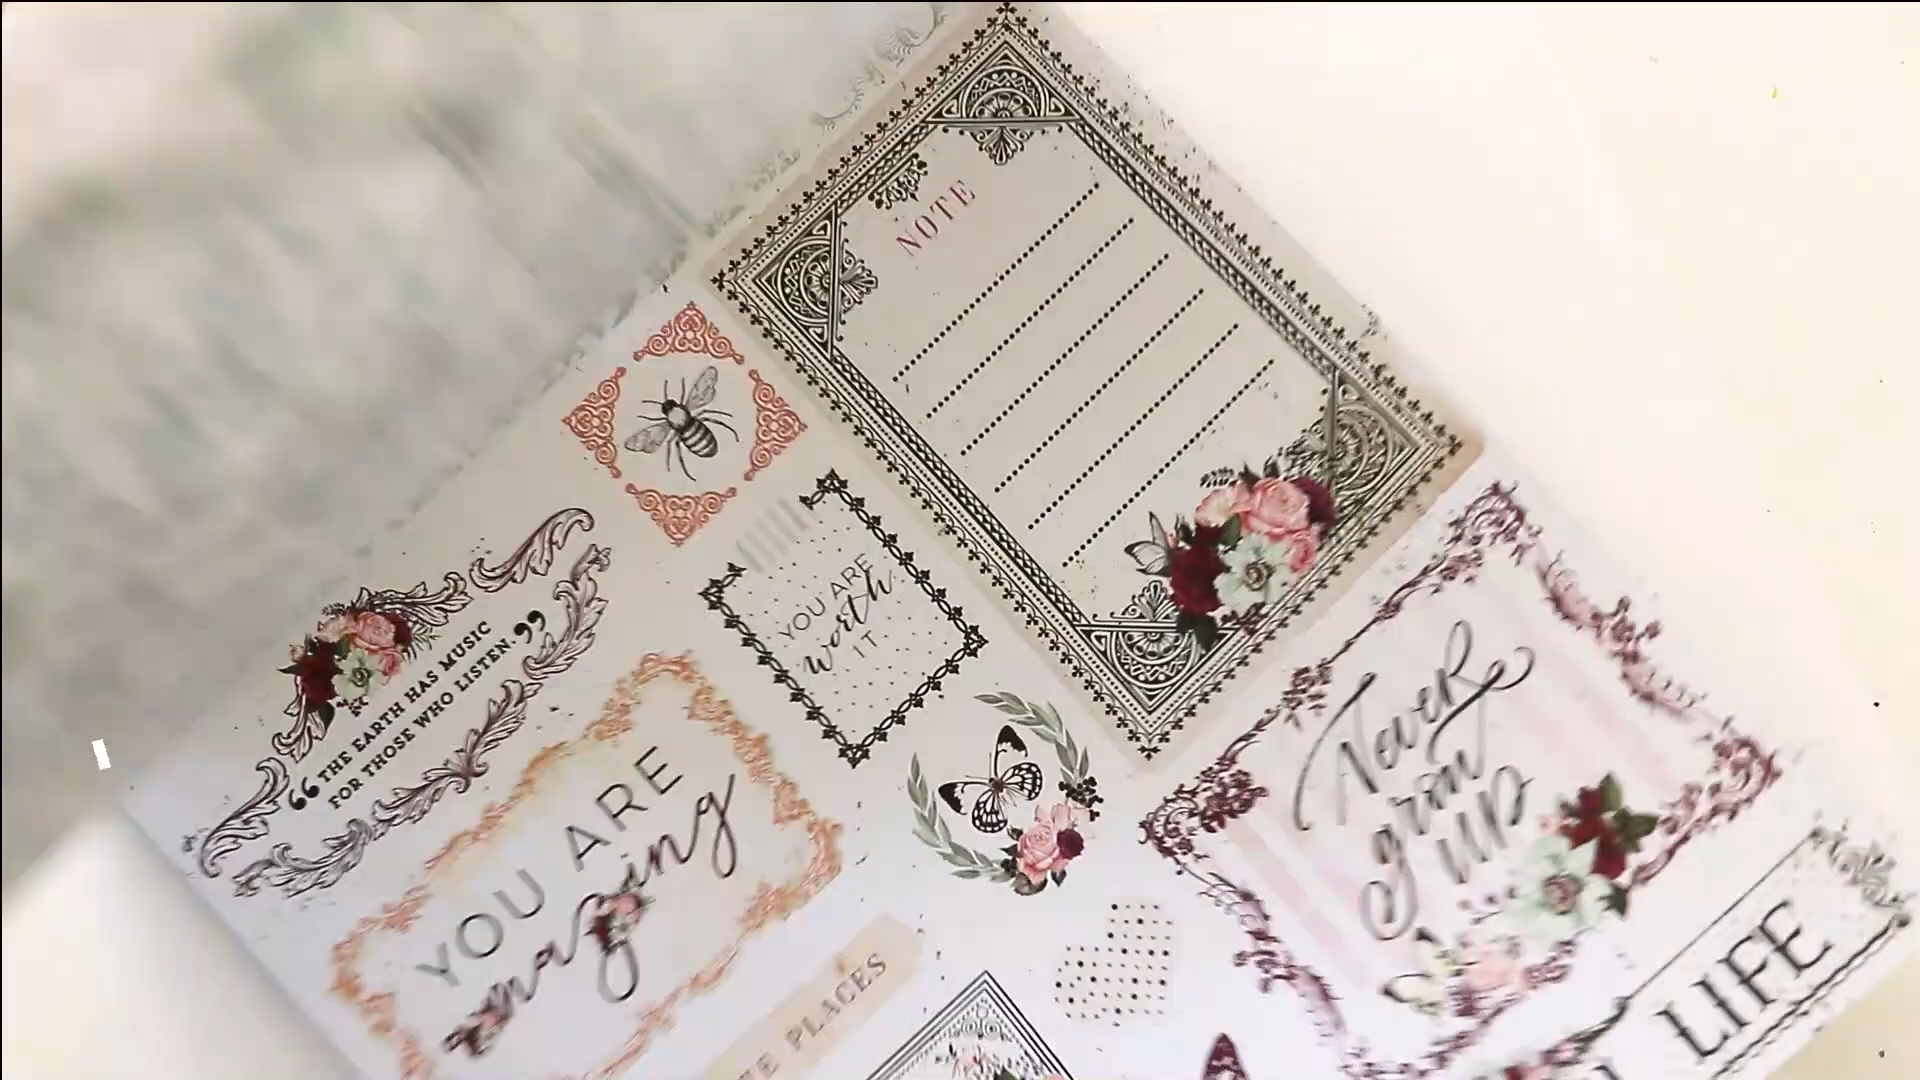 NOTE
YOU ARE
worth
IT
“THE EARTH HAS MUSIC
FOR THOSE WHO LISTEN.”
YOU ARE
amazing
Never
grow
up
PLACES
LIFE